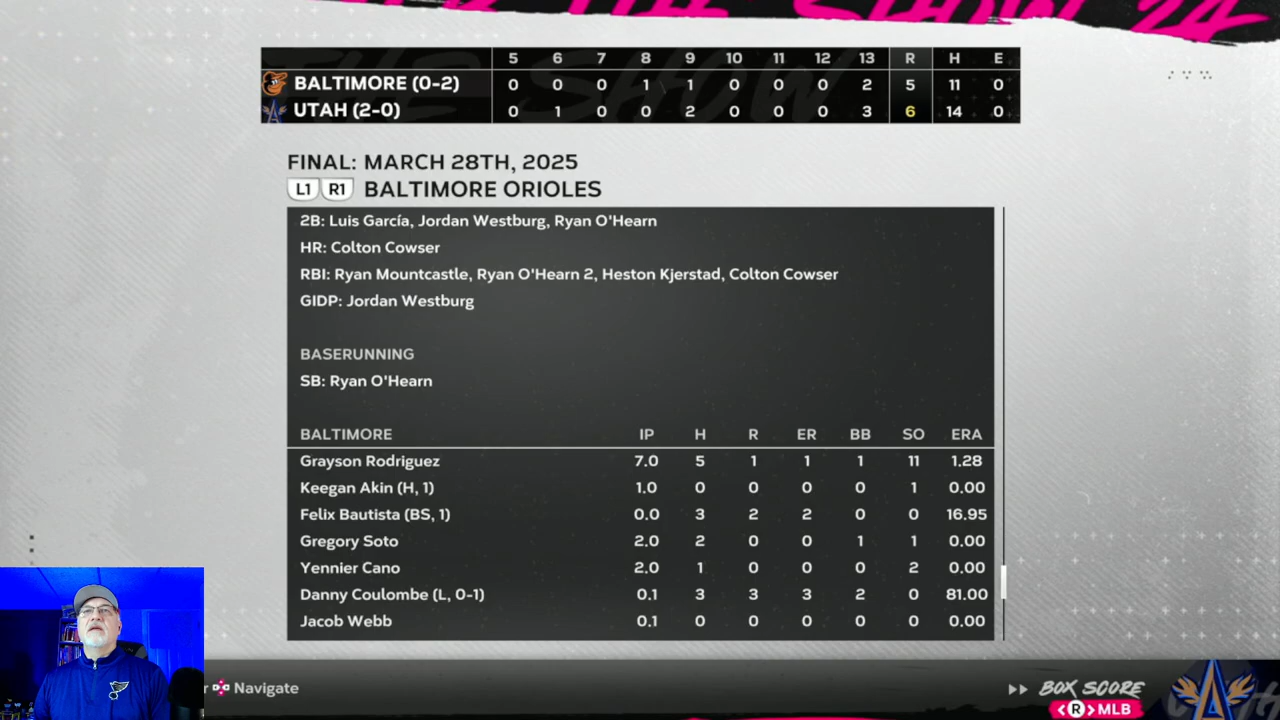 THE SHOW 24
5 6 7 8 9 10 11 12 13 R H E
BALTIMORE (0-2) 0 0 0 1 1 0 0 0 2 5 11 0
UTAH (2-0) 0 1 0 0 2 0 0 0 3 6 14 0
FINAL: MARCH 28TH, 2025
L1 R1 BALTIMORE ORIOLES
2B: Luis García, Jordan Westburg, Ryan O'Hearn
HR: Colton Cowser
RBI: Ryan Mountcastle, Ryan O'Hearn 2, Heston Kjerstad, Colton Cowser
GIDP: Jordan Westburg
BASERUNNING
SB: Ryan O'Hearn
BALTIMORE IP H R ER BB SO ERA
Grayson Rodriguez 7.0 5 1 1 1 11 1.28
Keegan Akin (H, 1) 1.0 0 0 0 0 1 0.00
Felix Bautista (BS, 1) 0.0 3 2 2 0 0 16.95
Gregory Soto 2.0 2 0 0 1 1 0.00
Yennier Cano 2.0 1 0 0 0 2 0.00
Danny Coulombe (L, 0-1) 0.1 3 3 3 2 0 81.00
Jacob Webb 0.1 0 0 0 0 0 0.00
Navigate
BOX SCORE
R MLB